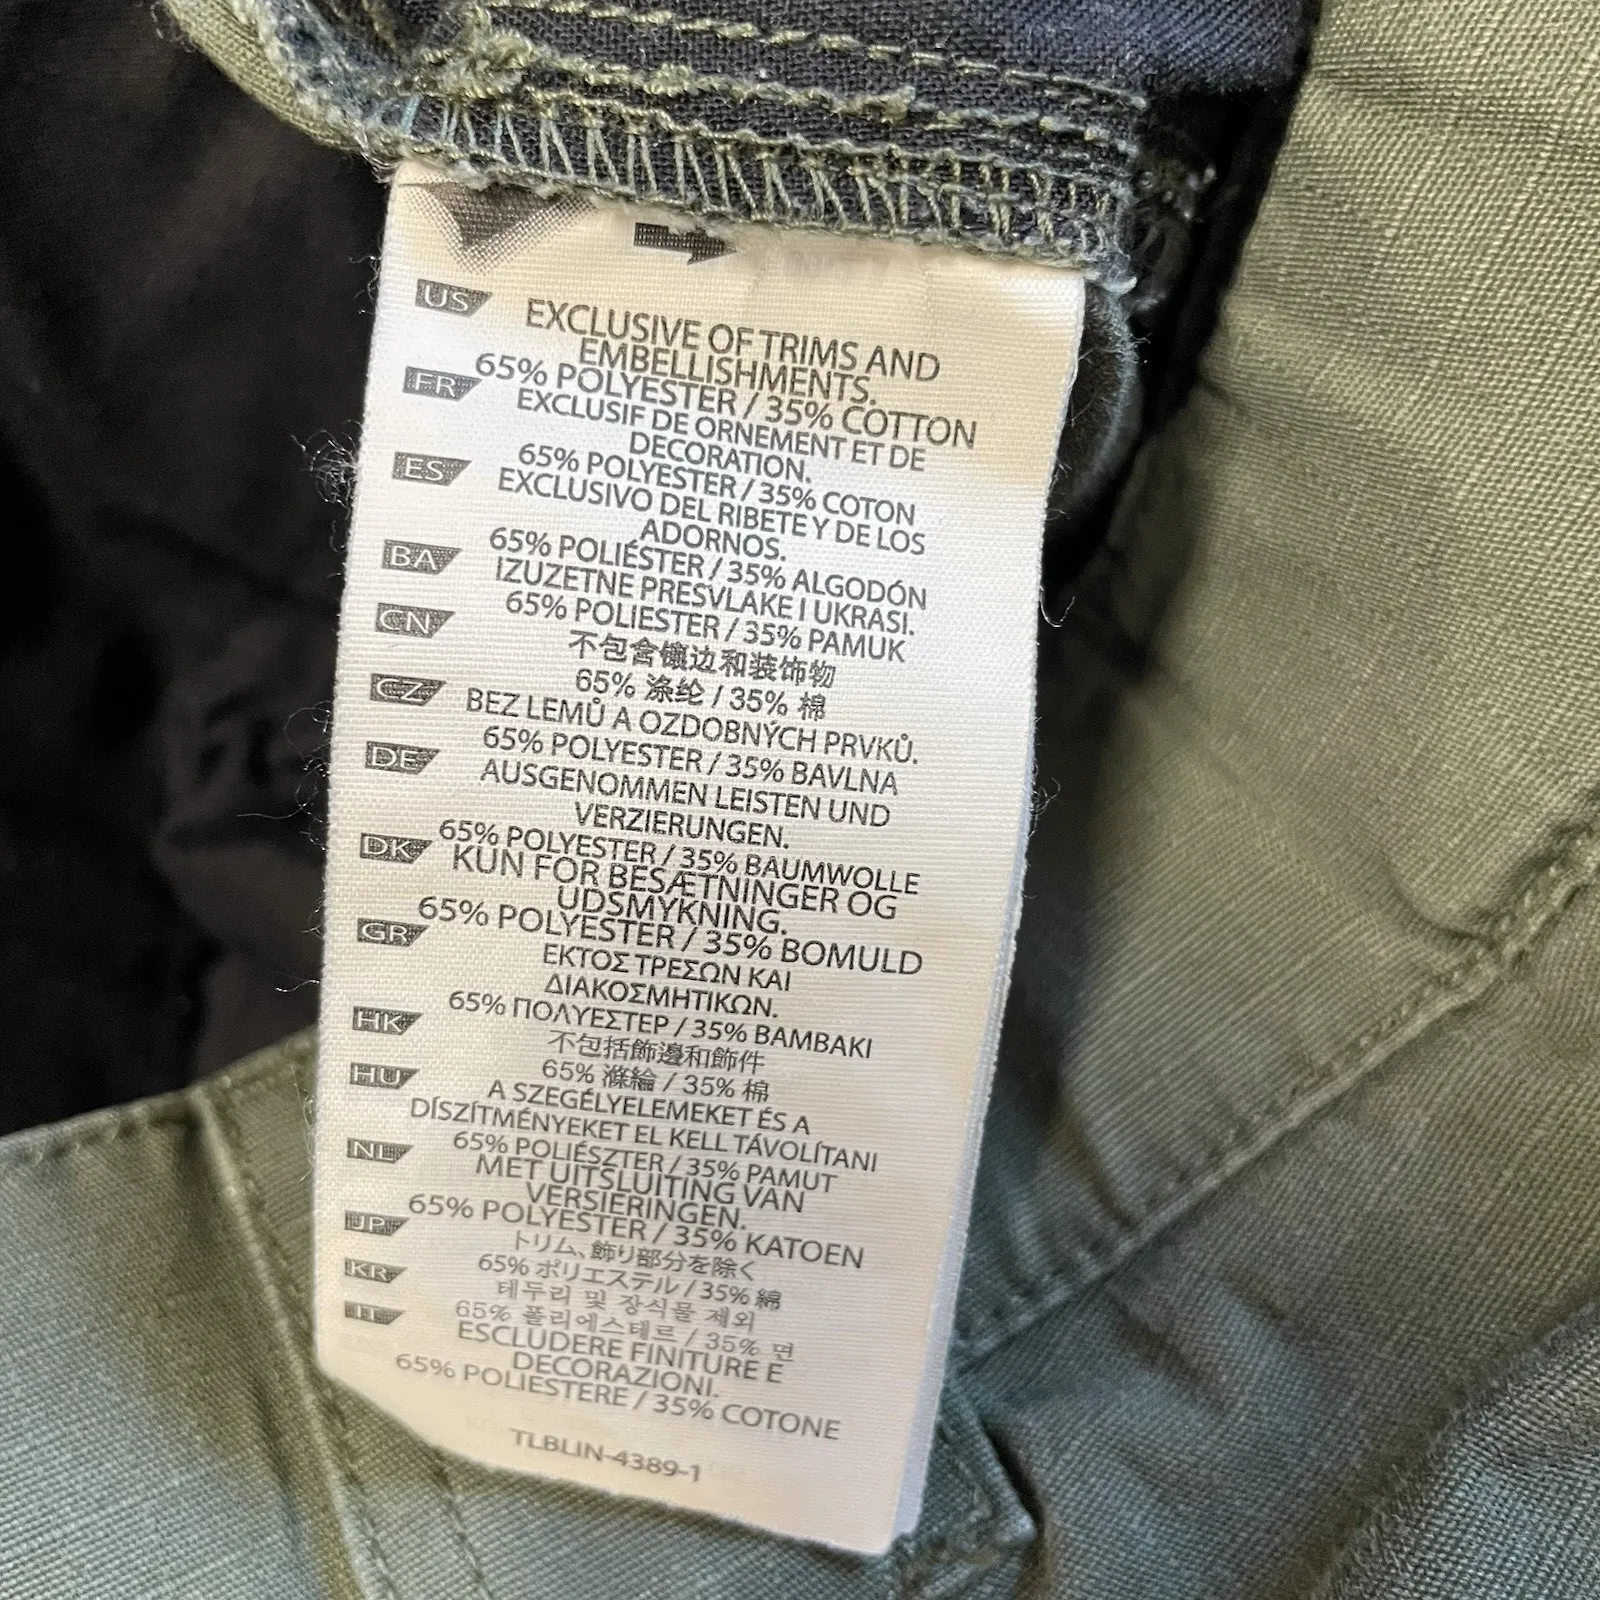 US
EXCLUSIVE OF TRIMS AND
EMBELLISHMENTS.
65% POLYESTER / 35% COTTON
FR
EXCLUSIF DE ORNEMENT ET DE
DECORATION.
65% POLYESTER / 35% COTON
ES
EXCLUSIVO DEL RIBETE Y DE LOS
ADORNOS.
65% POLIÉSTER / 35% ALGODÓN
BA
IZUZETNE PRESVLAKE I UKRASI.
65% POLIESTER / 35% PAMUK
CN
不包含镶边和装饰物
65% 涤纶 / 35% 棉
CZ
BEZ LEMŮ A OZDOBNÝCH PRVKŮ.
65% POLYESTER / 35% BAVLNA
DE
AUSGENOMMEN LEISTEN UND
VERZIERUNGEN.
65% POLYESTER / 35% BAUMWOLLE
DK
KUN FOR BESÆTNINGER OG
UDSMYKNING.
65% POLYESTER / 35% BOMULD
GR
ΕΚΤΟΣ ΤΡΕΣΩΝ ΚΑΙ
ΔΙΑΚΟΣΜΗΤΙΚΩΝ.
65% ΠΟΛΥΕΣΤΕΡ / 35% ΒΑΜΒΑΚΙ
HK
不包括飾邊和飾件
65% 滌綸 / 35% 棉
HU
A SZEGÉLYELEMEKET ÉS A
DÍSZÍTMÉNYEKET EL KELL TÁVOLÍTANI
65% POLIÉSZTER / 35% PAMUT
NL
MET UITSLUITING VAN
VERSIERINGEN.
65% POLYESTER / 35% KATOEN
JP
トリム、飾り部分を除く
65% ポリエステル / 35% 綿
KR
테두리 및 장식물 제외
65% 폴리에스테르 / 35% 면
IT
ESCLUDERE FINITURE E
DECORAZIONI.
65% POLIESTERE / 35% COTONE
TLBLIN-4389-1